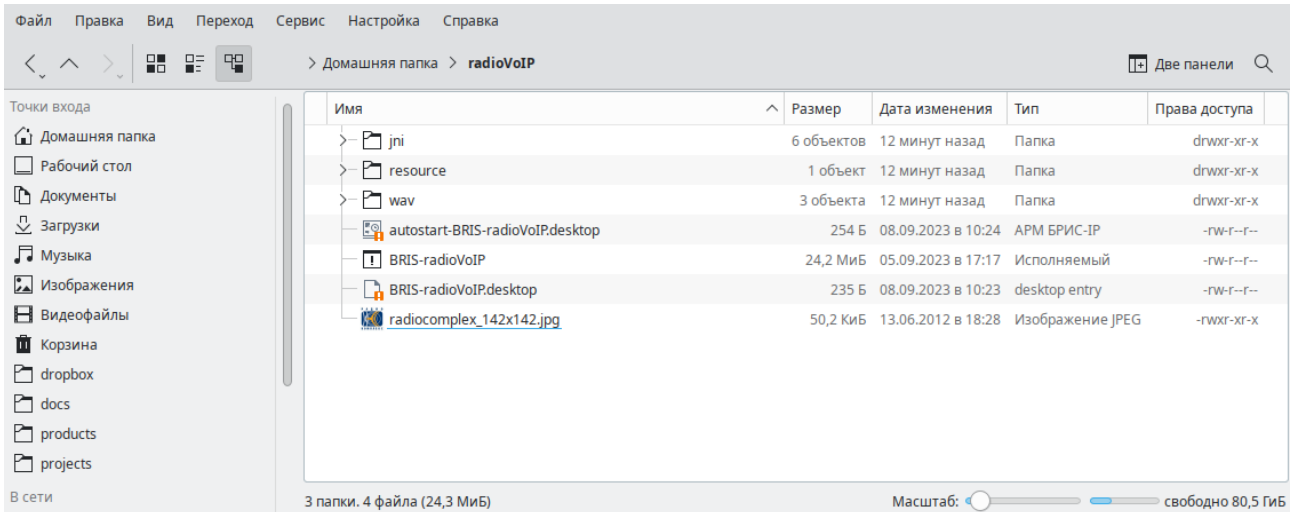 Файл Правка Вид Переход Сервис Настройка Справка
Домашняя папка radioVoIP Две панели
Точки входа
Домашняя папка
Рабочий стол
Документы
Загрузки
Музыка
Изображения
Видеофайлы
Корзина
dropbox
docs
products
projects
В сети
Имя Размер Дата изменения Тип Права доступа
jni 6 объектов 12 минут назад Папка drwxr-xr-x
resource 1 объект 12 минут назад Папка drwxr-xr-x
wav 3 объекта 12 минут назад Папка drwxr-xr-x
autostart-BRIS-radioVoIP.desktop 254 Б 08.09.2023 в 10:24 АРМ БРИС-IP -rw-r--r--
BRIS-radioVoIP 24,2 МиБ 05.09.2023 в 17:17 Исполняемый -rw-r--r--
BRIS-radioVoIP.desktop 235 Б 08.09.2023 в 10:23 desktop entry -rw-r--r--
radiocomplex_142x142.jpg 50,2 КиБ 13.06.2012 в 18:28 Изображение JPEG -rwxr-xr-x
3 папки. 4 файла (24,3 МиБ) Масштаб: свободно 80,5 ГиБ